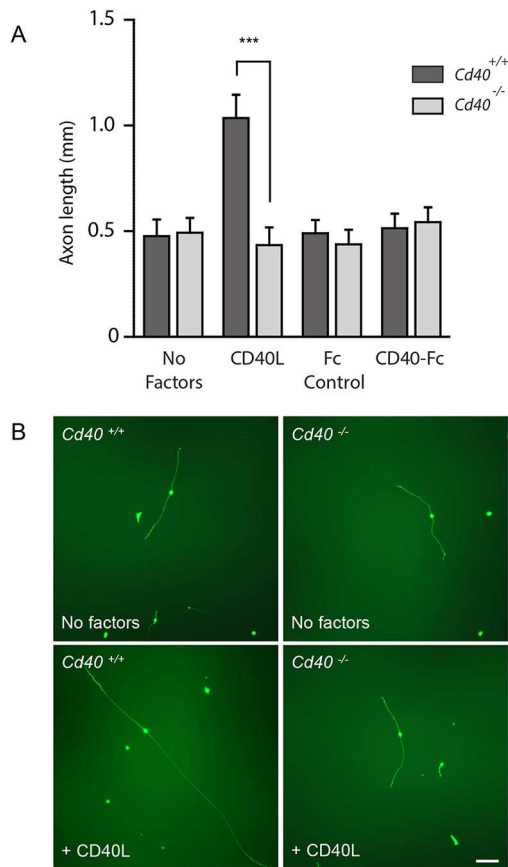 A
1.5
1.0
0.5
0
Axon length (mm)
***
Cd40 +/+
Cd40 -/-
No Factors
CD40L
Fc Control
CD40-Fc
B
Cd40 +/+
Cd40 -/-
No factors
No factors
Cd40 +/+
Cd40 -/-
+ CD40L
+ CD40L